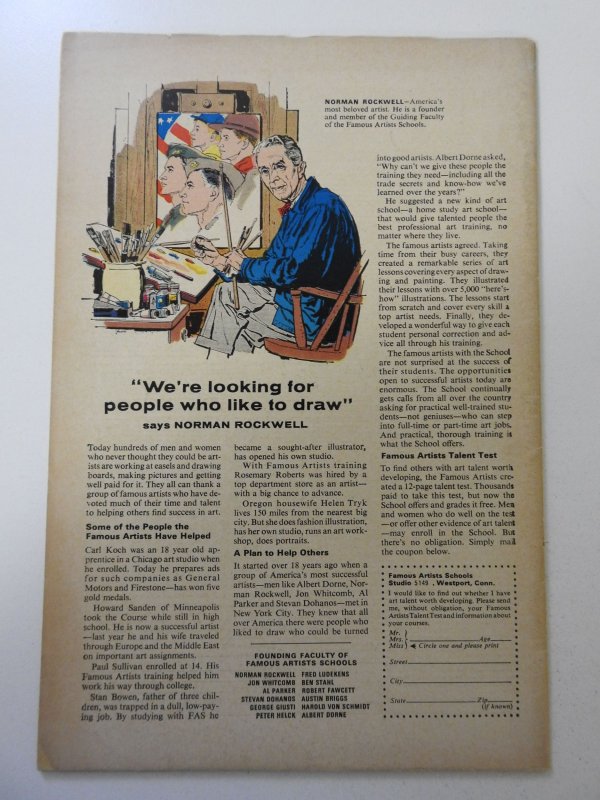 NORMAN ROCKWELL—America's
most beloved artist. He is a founder
and member of the Guiding Faculty
of the Famous Artists Schools.
"We're looking for
people who like to draw"
says NORMAN ROCKWELL
Today hundreds of men and women
who never thought they could be art-
ists are working at easels and drawing
boards, making pictures and getting
well paid for it. They all can thank a
group of famous artists who have de-
voted much of their time and talent
to helping others find success in art.
Some of the People the
Famous Artists Have Helped
Carl Koch was an 18 year old ap-
prentice in a Chicago art studio when
he enrolled. Today he prepares ads
for such companies as General
Motors and Firestone—has won five
gold medals.
Howard Sanden of Minneapolis
took the Course while still in high
school. He is now a successful artist
—last year he and his wife traveled
through Europe and the Middle East
on important art assignments.
Paul Sullivan enrolled at 14. His
Famous Artists training helped him
work his way through college.
Stan Bowen, father of three chil-
dren, was trapped in a dull, low-pay-
ing job. By studying with FAS he
became a sought-after illustrator,
has opened his own studio.
With Famous Artists training
Rosemary Roberts was hired by a
top department store as an artist—
with a big chance to advance.
Oregon housewife Helen Tryk
lives 150 miles from the nearest big
city. But she does fashion illustration,
has her own studio, runs an art work-
shop, does portraits.
A Plan to Help Others
It started over 18 years ago when a
group of America's most successful
artists—men like Albert Dorne, Nor-
man Rockwell, Jon Whitcomb, Al
Parker and Stevan Dohanos—met in
New York City. They knew that all
over America there were people who
liked to draw who could be turned
FOUNDING FACULTY OF
FAMOUS ARTISTS SCHOOLS
NORMAN ROCKWELL FRED LUDEKENS
JON WHITCOMB BEN STAHL
AL PARKER ROBERT FAWCETT
STEVAN DOHANOS AUSTIN BRIGGS
GEORGE GIUSTI HAROLD VON SCHMIDT
PETER HELCK ALBERT DORNE
into good artists. Albert Dorne asked,
"Why can't we give these people the
training they need—including all the
trade secrets and know-how we've
learned over the years?"
He suggested a new kind of art
school—a home study art school—
that would give talented people the
best professional art training, no
matter where they live.
The famous artists agreed. Taking
time from their busy careers, they
created a remarkable series of art
lessons covering every aspect of draw-
ing and painting. They illustrated
their lessons with over 5,000 "here's-
how" illustrations. The lessons start
from scratch and cover every skill a
top artist needs. Finally, they de-
veloped a wonderful way to give each
student personal correction and ad-
vice all through his training.
The famous artists with the School
are not surprised at the success of
their students. The opportunities
open to successful artists today are
enormous. The School continually
gets calls from all over the country
asking for practical well-trained stu-
dents—not geniuses—who can step
into full-time or part-time art jobs.
And practical, thorough training is
what the School offers.
Famous Artists Talent Test
To find others with art talent worth
developing, the Famous Artists cre-
ated a 12-page talent test. Thousands
paid to take this test, but now the
School offers and grades it free. Men
and women who do well on the test
—or offer other evidence of art talent
—may enroll in the School. But
there's no obligation. Simply mail
the coupon below.
Famous Artists Schools
Studio 5149 , Westport, Conn.
I would like to find out whether I have
art talent worth developing. Please send
me, without obligation, your Famous
Artists Talent Test and information about
your courses.
Mr.
Mrs. Age
Miss Circle one and please print
Street
City
State Zip
(if known)